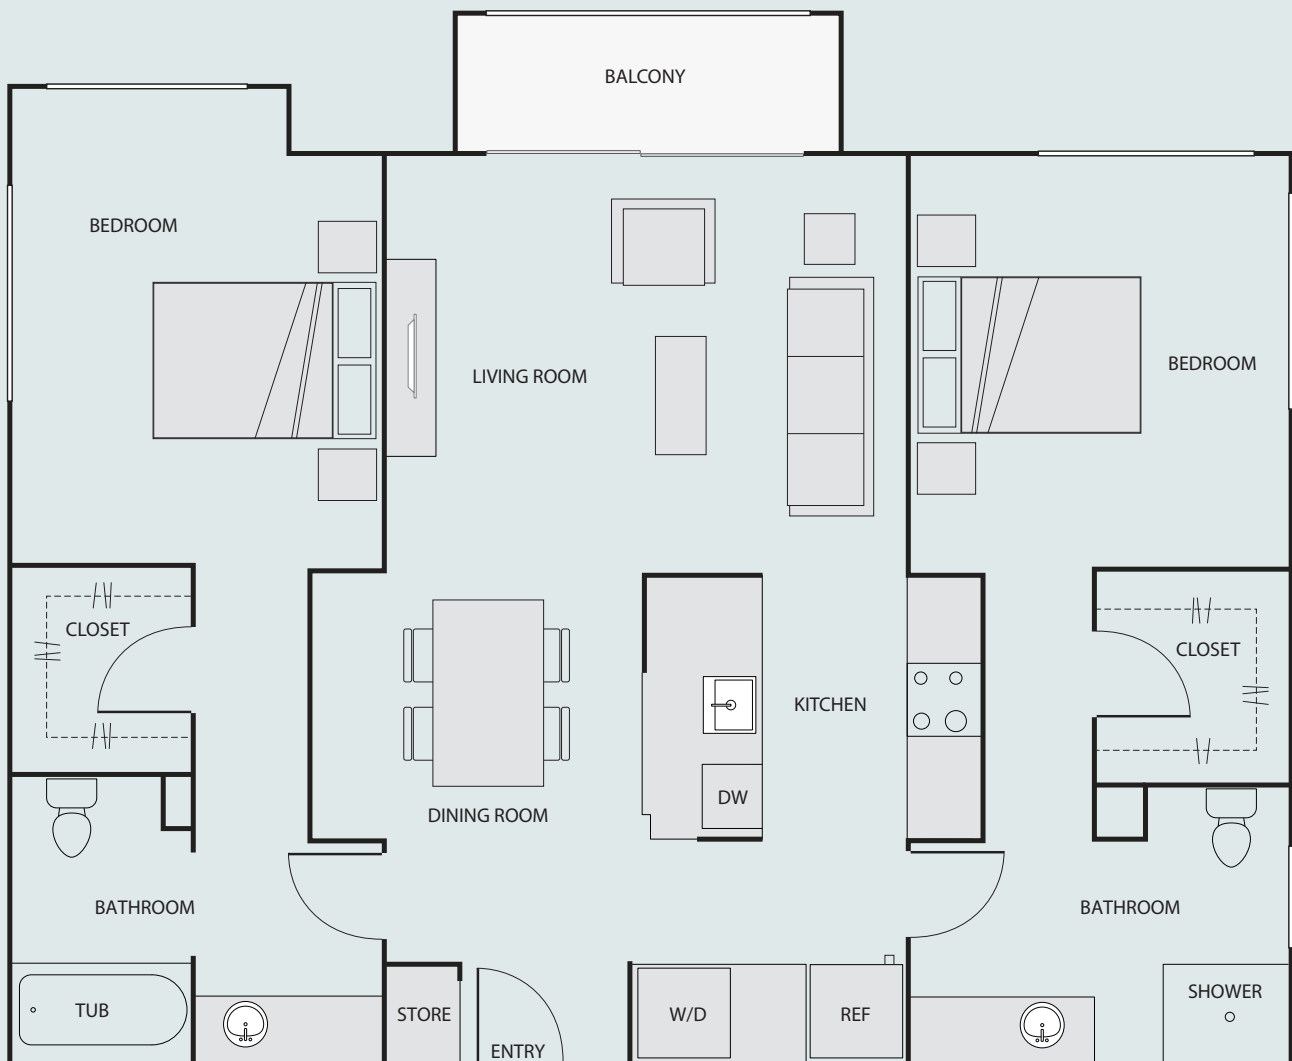 BALCONY
BEDROOM
LIVING ROOM
BEDROOM
CLOSET
CLOSET
KITCHEN
DW
DINING ROOM
BATHROOM
BATHROOM
TUB
STORE
W/D
REF
SHOWER
ENTRY